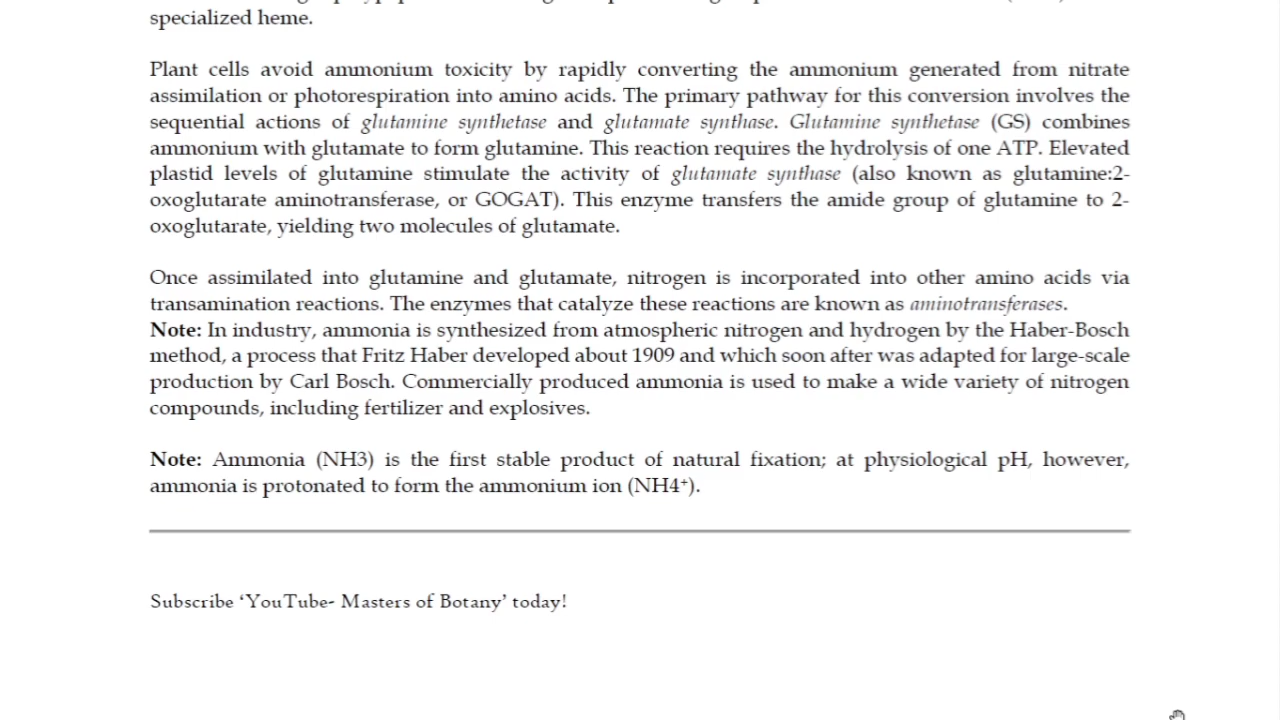 specialized heme.
Plant cells avoid ammonium toxicity by rapidly converting the ammonium generated from nitrate
assimilation or photorespiration into amino acids. The primary pathway for this conversion involves the
sequential actions of glutamine synthetase and glutamate synthase. Glutamine synthetase (GS) combines
ammonium with glutamate to form glutamine. This reaction requires the hydrolysis of one ATP. Elevated
plastid levels of glutamine stimulate the activity of glutamate synthase (also known as glutamine:2-
oxoglutarate aminotransferase, or GOGAT). This enzyme transfers the amide group of glutamine to 2-
oxoglutarate, yielding two molecules of glutamate.
Once assimilated into glutamine and glutamate, nitrogen is incorporated into other amino acids via
transamination reactions. The enzymes that catalyze these reactions are known as aminotransferases.
Note: In industry, ammonia is synthesized from atmospheric nitrogen and hydrogen by the Haber-Bosch
method, a process that Fritz Haber developed about 1909 and which soon after was adapted for large-scale
production by Carl Bosch. Commercially produced ammonia is used to make a wide variety of nitrogen
compounds, including fertilizer and explosives.
Note: Ammonia (NH3) is the first stable product of natural fixation; at physiological pH, however,
ammonia is protonated to form the ammonium ion (NH4⁺).
Subscribe ‘YouTube- Masters of Botany’ today!